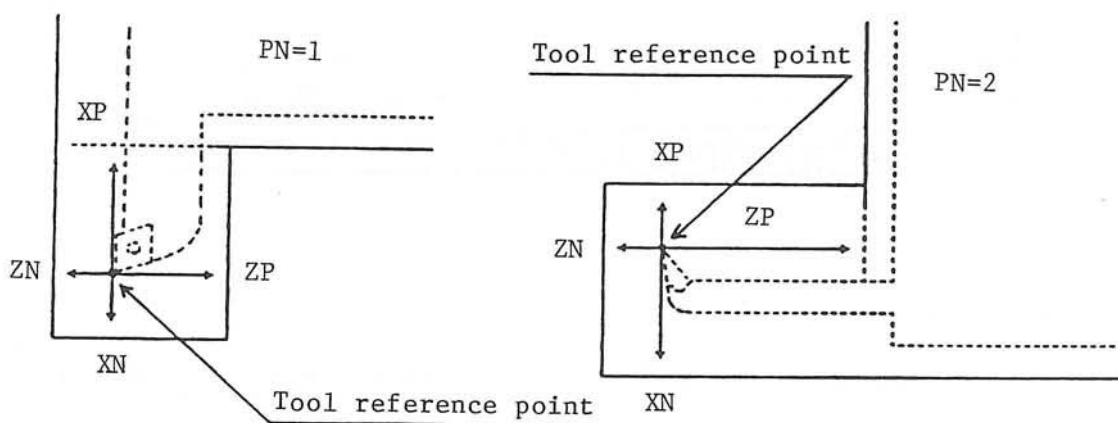 PN=1
XP
ZN
ZP
XN
Tool reference point
Tool reference point
PN=2
XP
ZP
ZN
XN